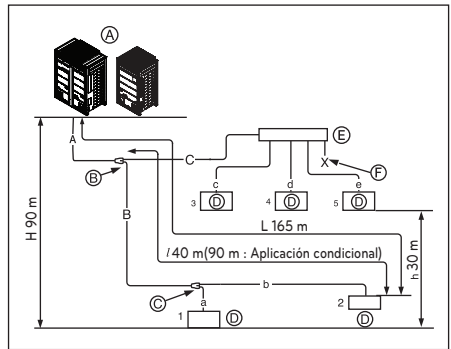 A
A
E
B
C
X
F
c
d
e
3 D
4 D
5 D
B
H 90 m
L 165 m
l 40 m(90 m : Aplicación condicional)
h 30 m
C
b
a
2
1
D
D